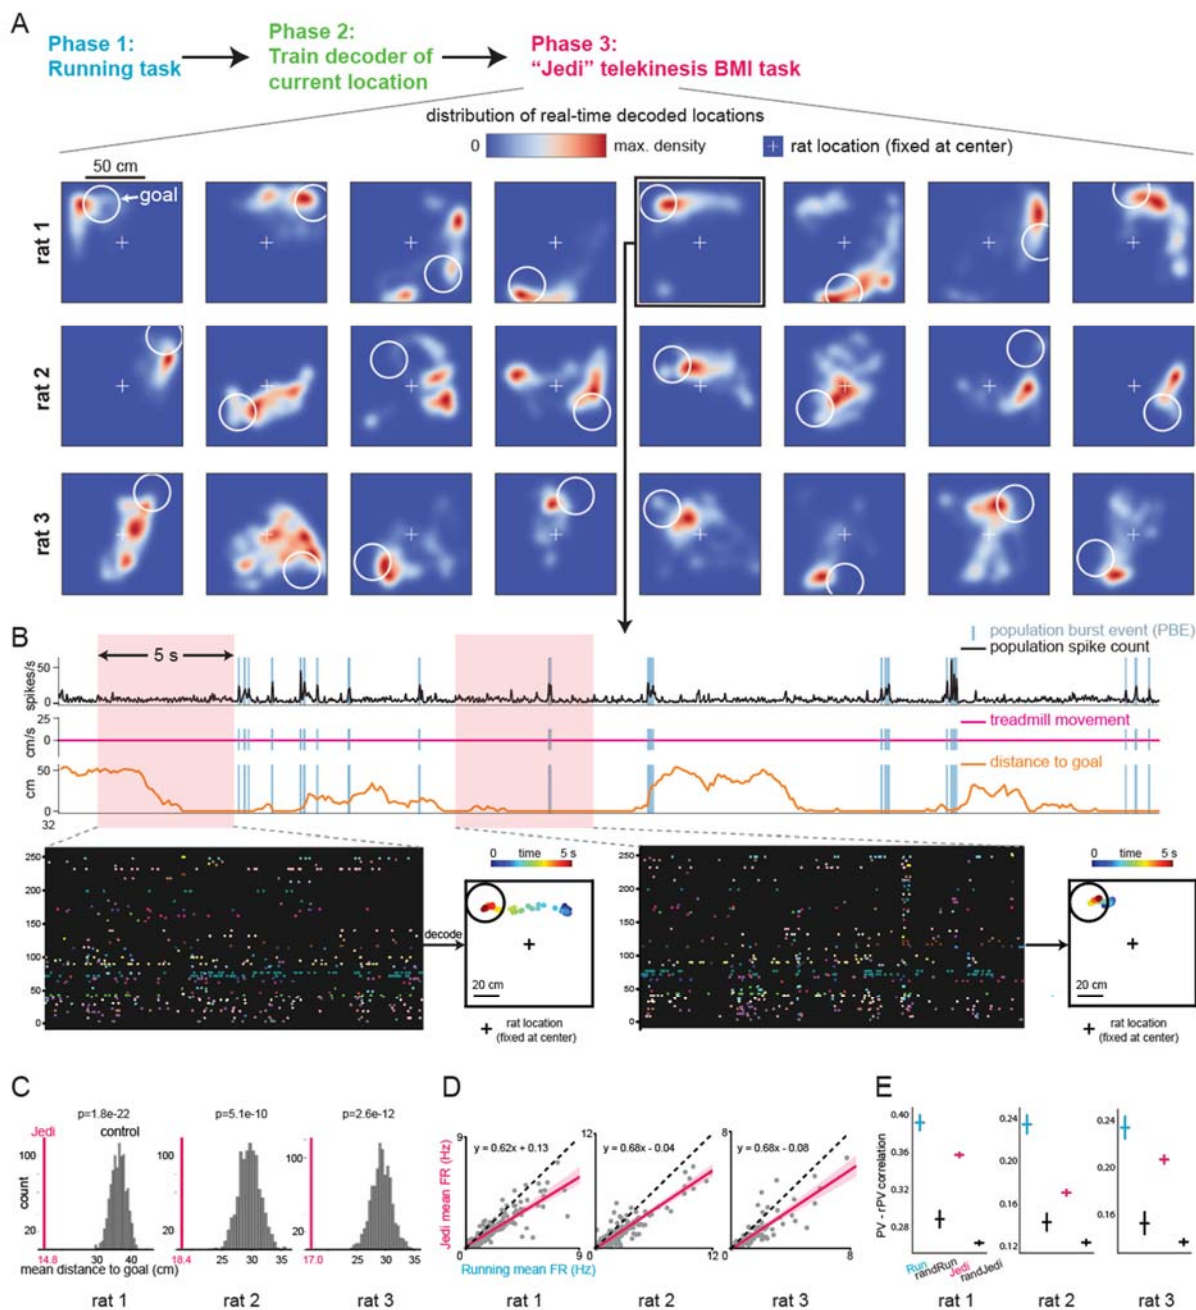 A
Phase 1:
Running task
Phase 2:
Train decoder of
current location
Phase 3:
“Jedi” telekinesis BMI task
distribution of real-time decoded locations
0
max. density
rat location (fixed at center)
50 cm
goal
rat 1
rat 2
rat 3
B
population burst event (PBE)
population spike count
5 s
spikes/s
50
0
treadmill movement
cm/s
25
0
distance to goal
cm
50
0
32
250
200
150
100
50
0
decode
0 time 5 s
20 cm
rat location
(fixed at center)
250
200
150
100
50
0
0 time 5 s
20 cm
rat location
(fixed at center)
C
p=1.8e-22
p=5.1e-10
p=2.6e-12
Jedi
control
count
100
20
100
20
100
20
14.8
30 40
18.4
25 30 35
17.0
25 30 35
mean distance to goal (cm)
rat 1
rat 2
rat 3
D
Jedi mean FR (Hz)
9
y = 0.62x + 0.13
12
y = 0.68x - 0.04
8
y = 0.68x - 0.08
0
9
0
12
0
8
Running mean FR (Hz)
rat 1
rat 2
rat 3
E
PV - rPV correlation
0.40
0.36
0.32
0.28
0.24
0.20
0.16
0.12
0.24
0.20
0.16
Run
randRun
Jedi
randJedi
rat 1
rat 2
rat 3